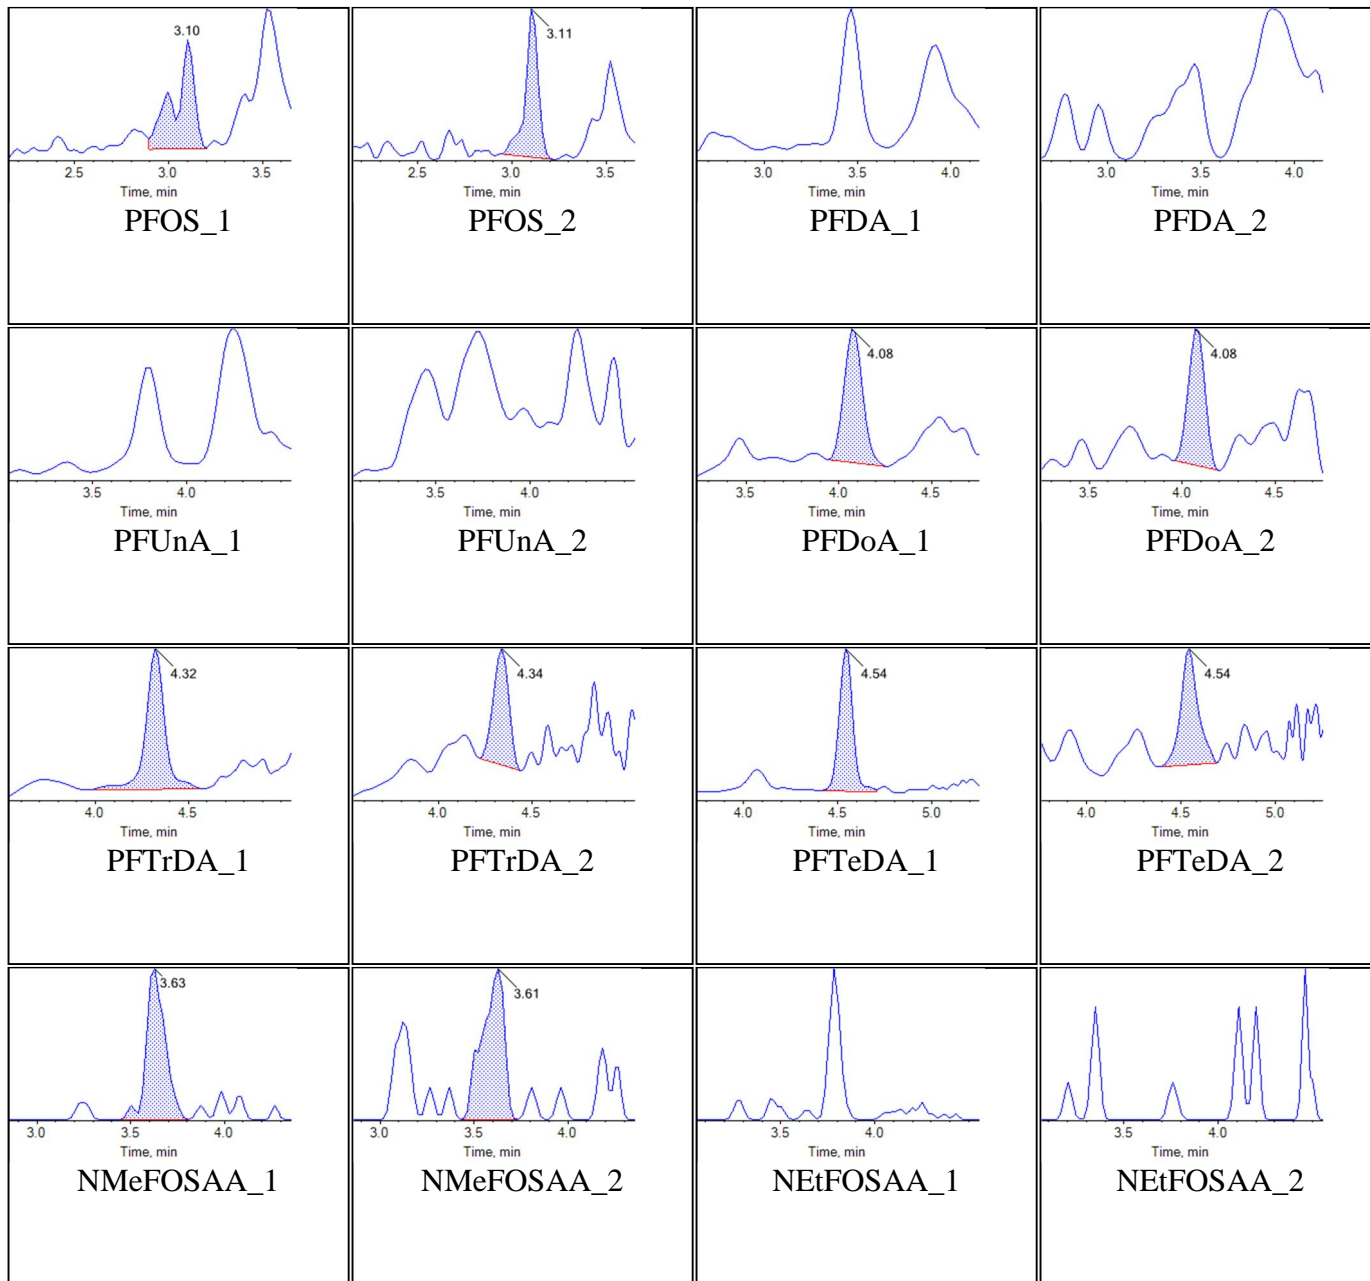 3.10
2.5 3.0 3.5
Time, min
PFOS_1
3.11
2.5 3.0 3.5
Time, min
PFOS_2
3.0 3.5 4.0
Time, min
PFDA_1
3.0 3.5 4.0
Time, min
PFDA_2
3.5 4.0
Time, min
PFUnA_1
3.5 4.0
Time, min
PFUnA_2
4.08
3.5 4.0 4.5
Time, min
PFDoA_1
4.08
3.5 4.0 4.5
Time, min
PFDoA_2
4.32
4.0 4.5
Time, min
PFTrDA_1
4.34
4.0 4.5
Time, min
PFTrDA_2
4.54
4.0 4.5 5.0
Time, min
PFTeDA_1
4.54
4.0 4.5 5.0
Time, min
PFTeDA_2
3.63
3.0 3.5 4.0
Time, min
NMeFOSAA_1
3.61
3.0 3.5 4.0
Time, min
NMeFOSAA_2
3.5 4.0
Time, min
NEtFOSAA_1
3.5 4.0
Time, min
NEtFOSAA_2